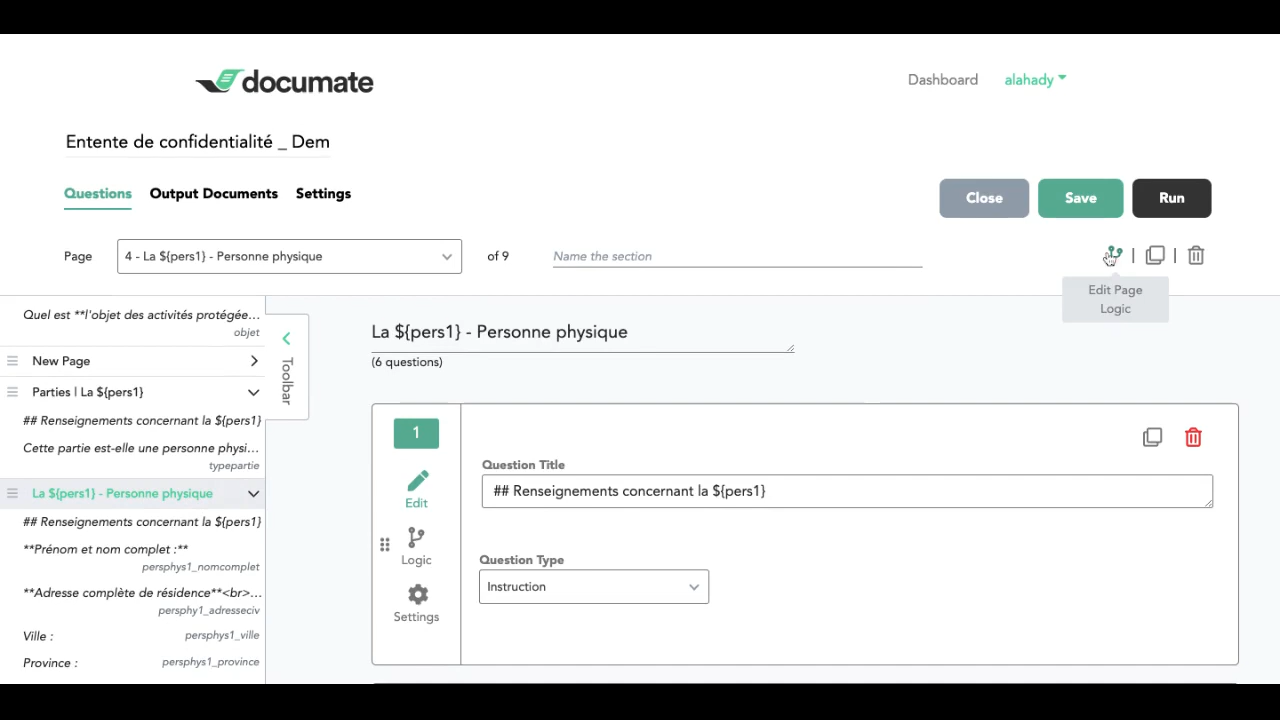 documate
Dashboard
alahady
Entente de confidentialité _ Dem
Questions
Output Documents
Settings
Close
Save
Run
Page
4 - La ${pers1} - Personne physique
of 9
Name the section
Edit Page
Logic
Quel est **l'objet des activités protégée...
objet
New Page
Parties | La ${pers1}
## Renseignements concernant la ${pers1}
Cette partie est-elle une personne physi...
typepartie
La ${pers1} - Personne physique
## Renseignements concernant la ${pers1}
**Prénom et nom complet :**
persphys1_nomcomplet
**Adresse complète de résidence**<br>...
persphy1_adresseciv
Ville :
persphys1_ville
Province :
persphys1_province
Toolbar
La ${pers1} - Personne physique
(6 questions)
1
Edit
Logic
Settings
Question Title
## Renseignements concernant la ${pers1}
Question Type
Instruction